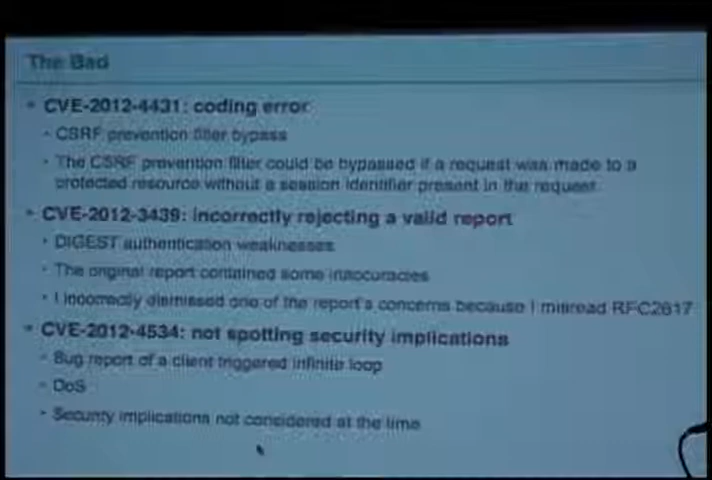 The Bad
CVE-2012-4431: coding error
CSRF prevention filter bypass
The CSRF prevention filter could be bypassed if a request was made to a
protected resource without a session identifier present in the request.
CVE-2012-3439: incorrectly rejecting a valid report
DIGEST authentication weaknesses
The original report contained some inaccuracies
I incorrectly dismissed one of the report's concerns because I misread RFC2617
CVE-2012-4534: not spotting security implications
Bug report of a client triggered infinite loop
DoS
Security implications not considered at the time